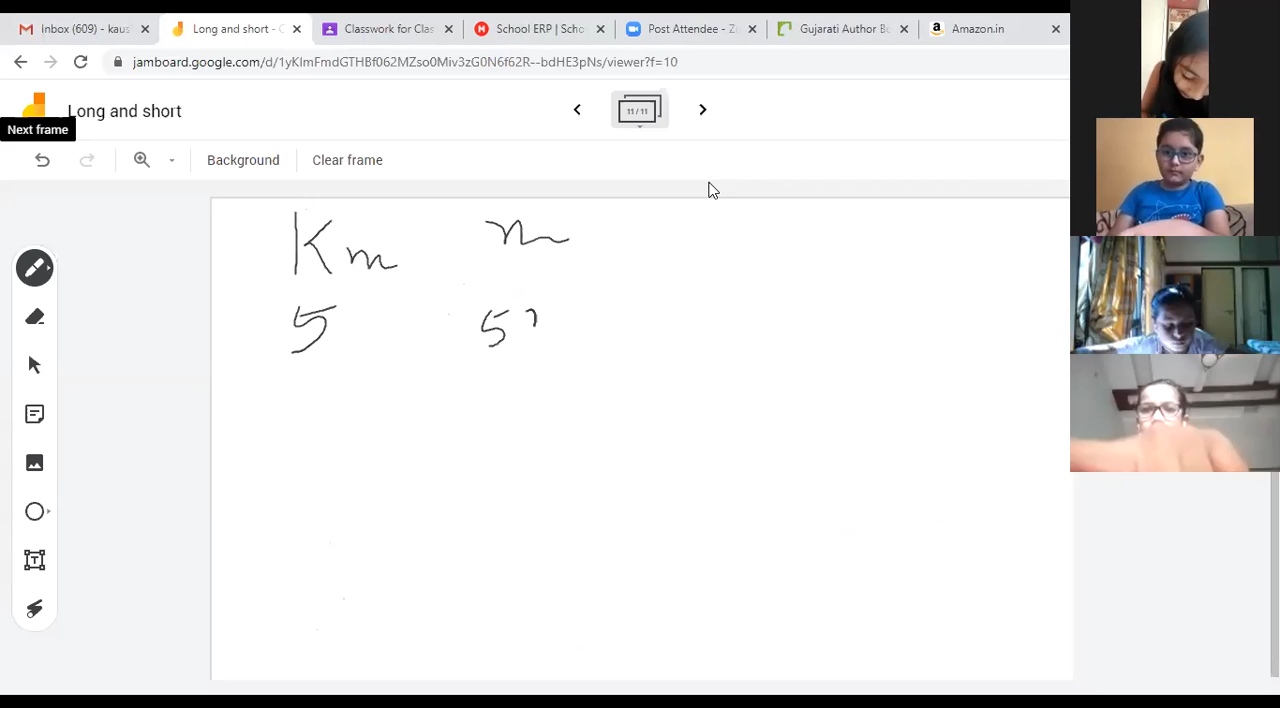 Inbox (609) - kaus
Long and short - G
Classwork for Clas
School ERP | Scho
Post Attendee - Zo
Gujarati Author Bo
Amazon.in
jamboard.google.com/d/1yKlmFmdGTHBf062MZso0Miv3zG0N6f62R--bdHE3pNs/viewer?f=10
Long and short
11 / 11
Next frame
Background
Clear frame
Km m
5 5